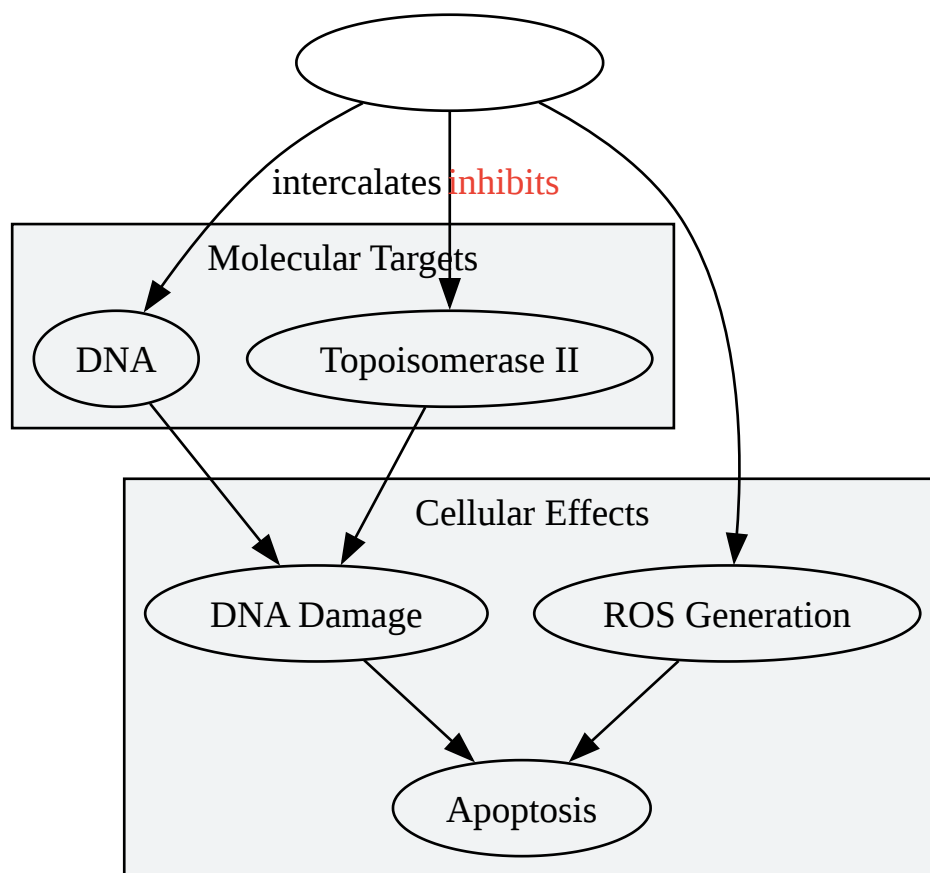 intercalates
inhibits
Molecular Targets
DNA
Topoisomerase II
Cellular Effects
DNA Damage
ROS Generation
Apoptosis